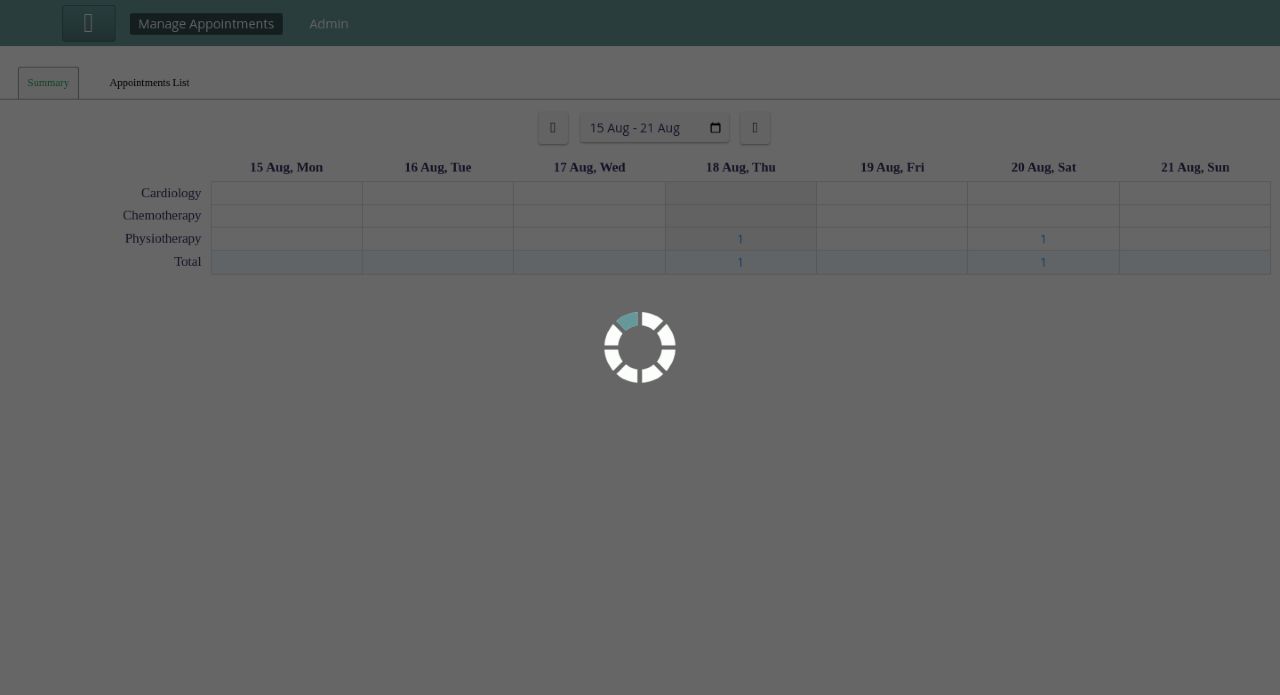 Manage Appointments Admin
Summary Appointments List
15 Aug - 21 Aug
15 Aug, Mon 16 Aug, Tue 17 Aug, Wed 18 Aug, Thu 19 Aug, Fri 20 Aug, Sat 21 Aug, Sun
Cardiology
Chemotherapy
Physiotherapy 1 1
Total 1 1